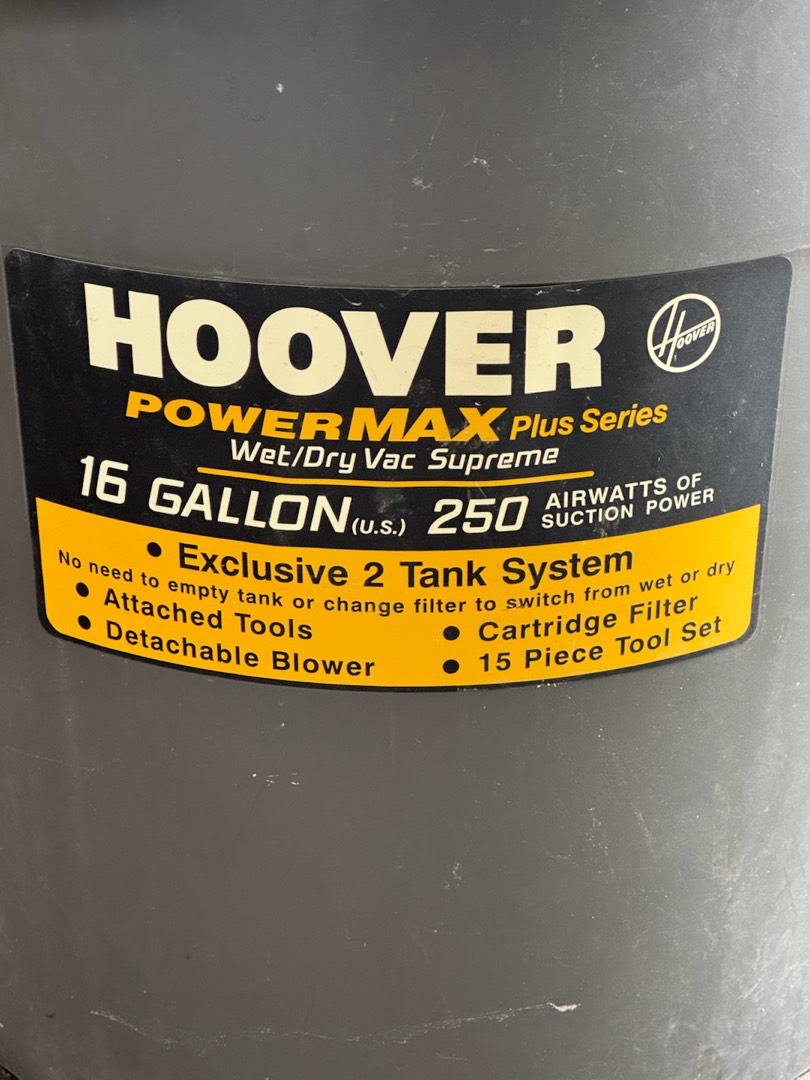 HOOVER
HOOVER
POWERMAX Plus Series
Wet/Dry Vac Supreme
16 GALLON (U.S.) 250 AIRWATTS OF
SUCTION POWER
• Exclusive 2 Tank System
No need to empty tank or change filter to switch from wet or dry
• Attached Tools
• Cartridge Filter
• Detachable Blower
• 15 Piece Tool Set